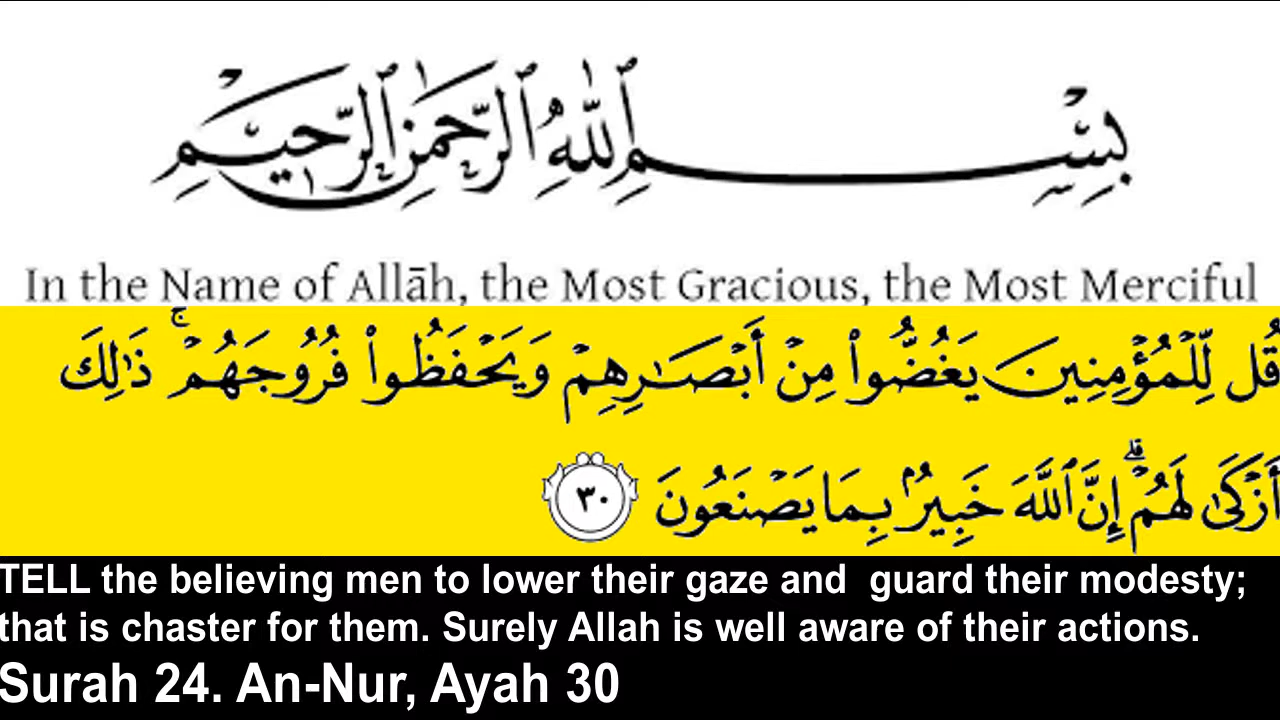 بِسْمِ ٱللَّهِ ٱلرَّحْمَٰنِ ٱلرَّحِيمِ
In the Name of Allāh, the Most Gracious, the Most Merciful
قُل لِّلْمُؤْمِنِينَ يَغُضُّوا۟ مِنْ أَبْصَـٰرِهِمْ وَيَحْفَظُوا۟ فُرُوجَهُمْ ۚ ذَٰلِكَ
أَزْكَىٰ لَهُمْ ۗ إِنَّ ٱللَّهَ خَبِيرٌۢ بِمَا يَصْنَعُونَ ٣٠
TELL the believing men to lower their gaze and  guard their modesty;
that is chaster for them. Surely Allah is well aware of their actions.
Surah 24. An-Nur, Ayah 30